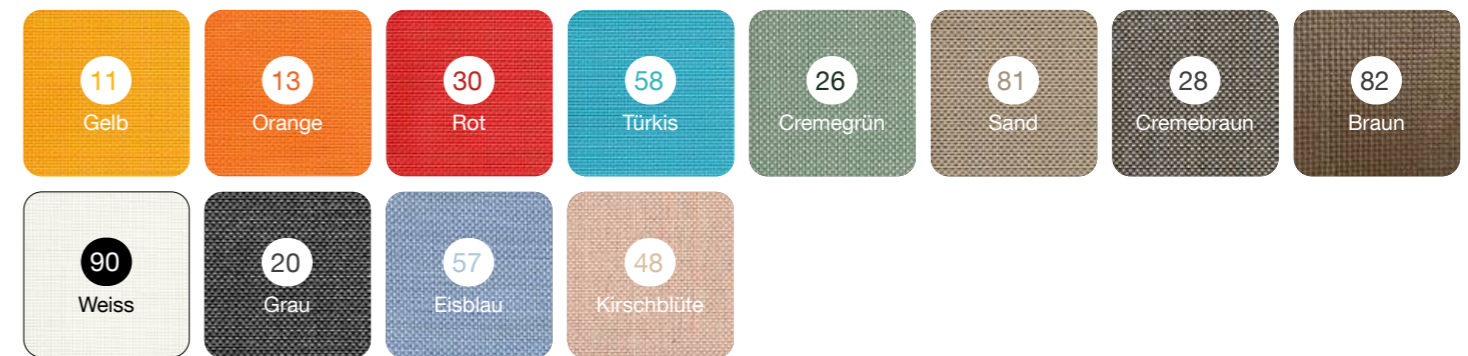 11
Gelb
13
Orange
30
Rot
58
Türkis
26
Cremegrün
81
Sand
28
Cremebraun
82
Braun
90
Weiss
20
Grau
57
Eisblau
48
Kirschblüte